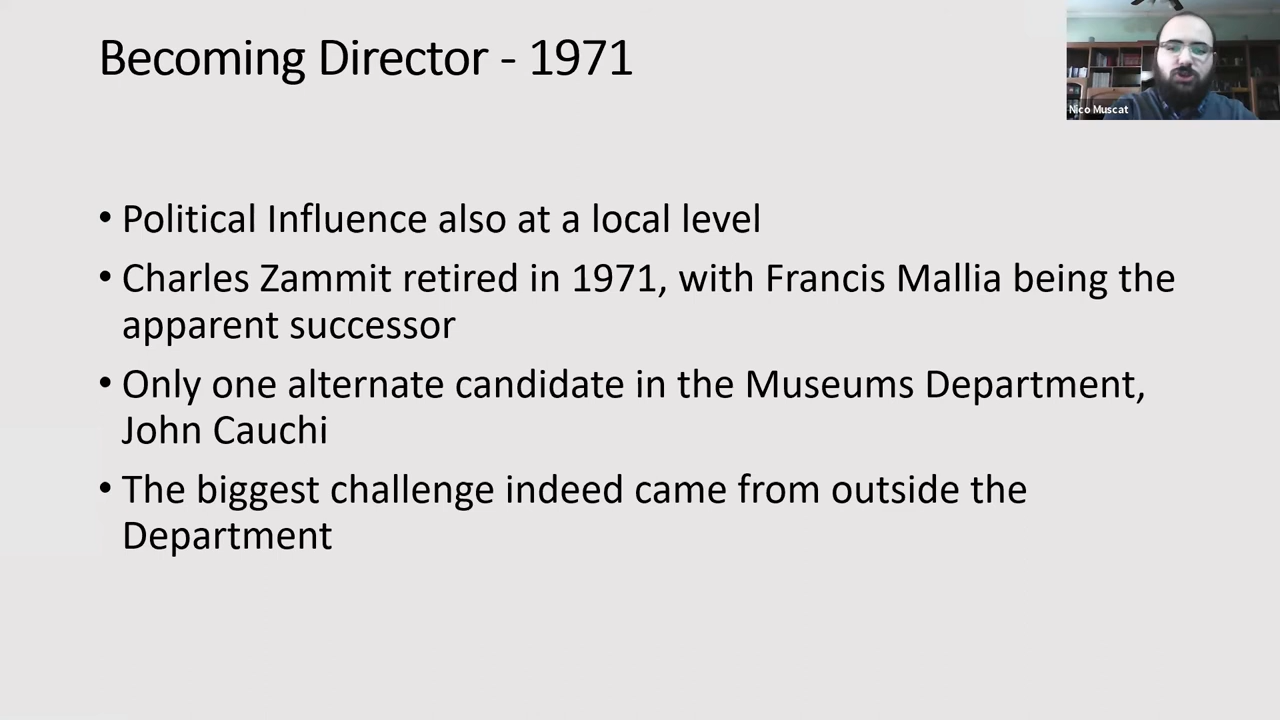 Becoming Director - 1971
Nico Muscat
• Political Influence also at a local level
• Charles Zammit retired in 1971, with Francis Mallia being the
apparent successor
• Only one alternate candidate in the Museums Department,
John Cauchi
• The biggest challenge indeed came from outside the
Department